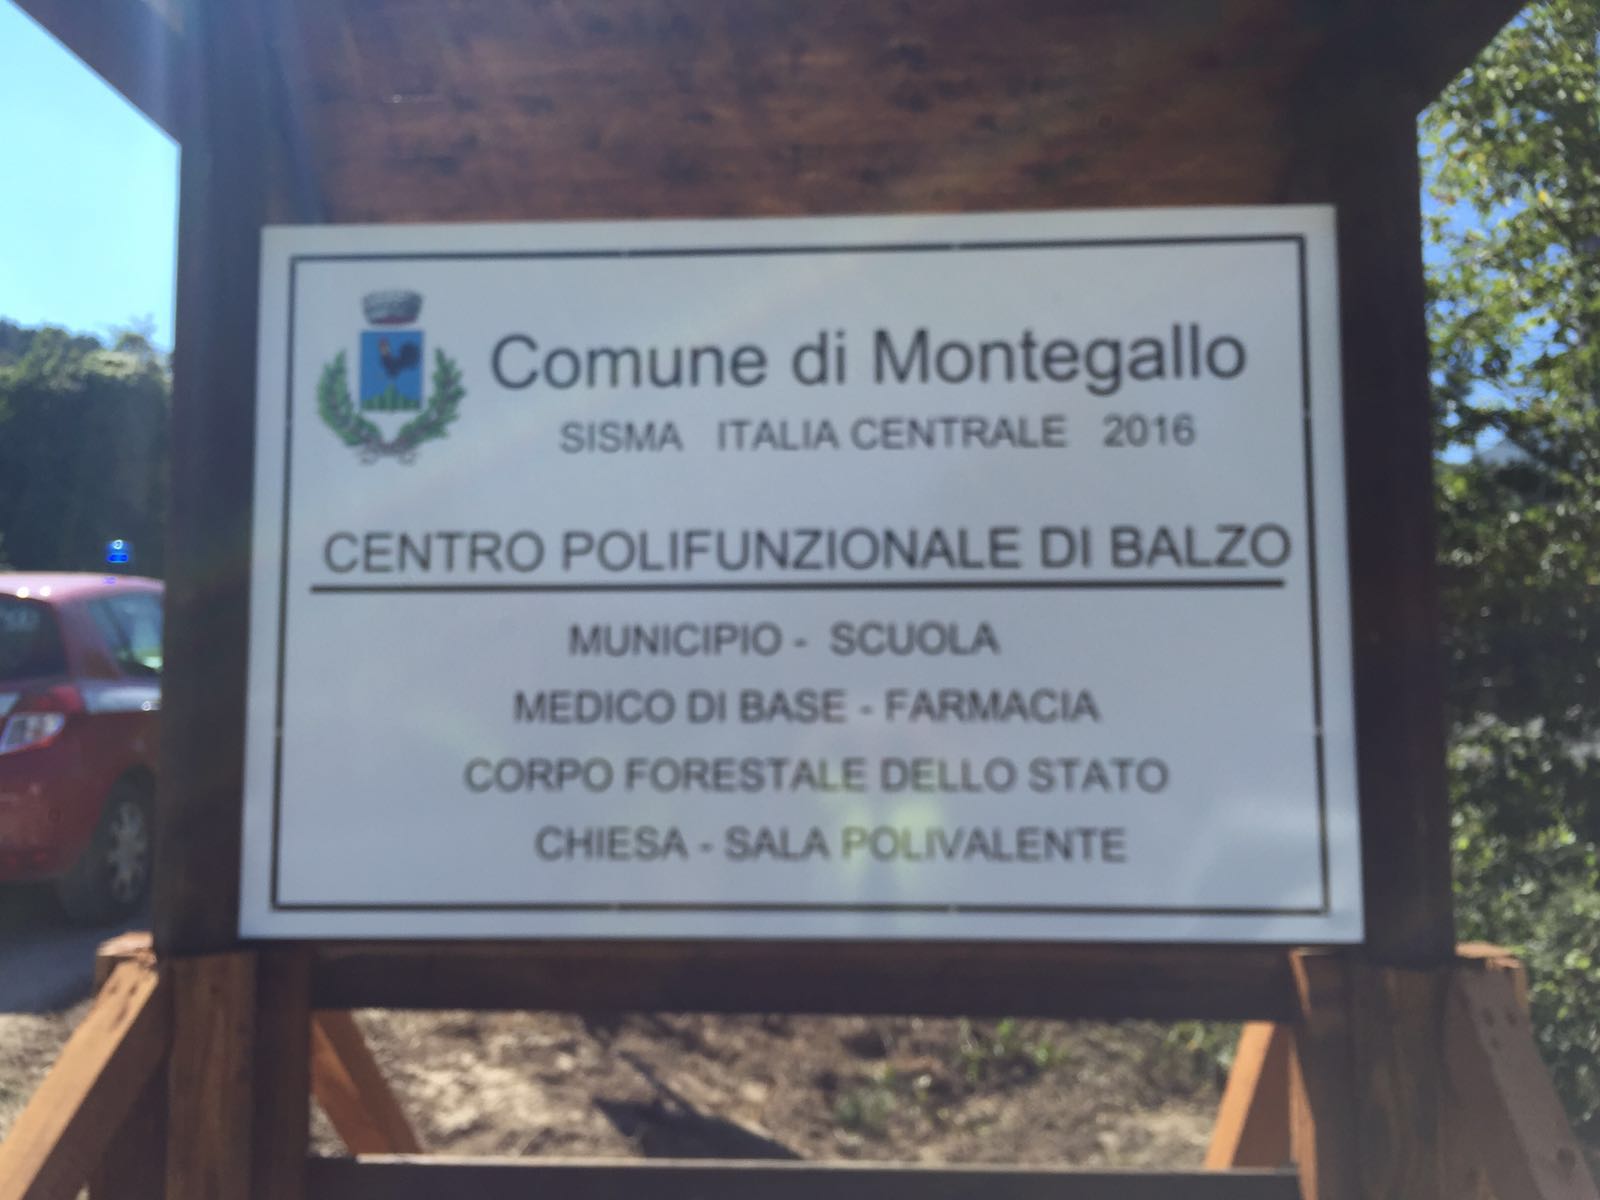 Comune di Montegallo
SISMA ITALIA CENTRALE 2016
CENTRO POLIFUNZIONALE DI BALZO
MUNICIPIO - SCUOLA
MEDICO DI BASE - FARMACIA
CORPO FORESTALE DELLO STATO
CHIESA - SALA POLIVALENTE